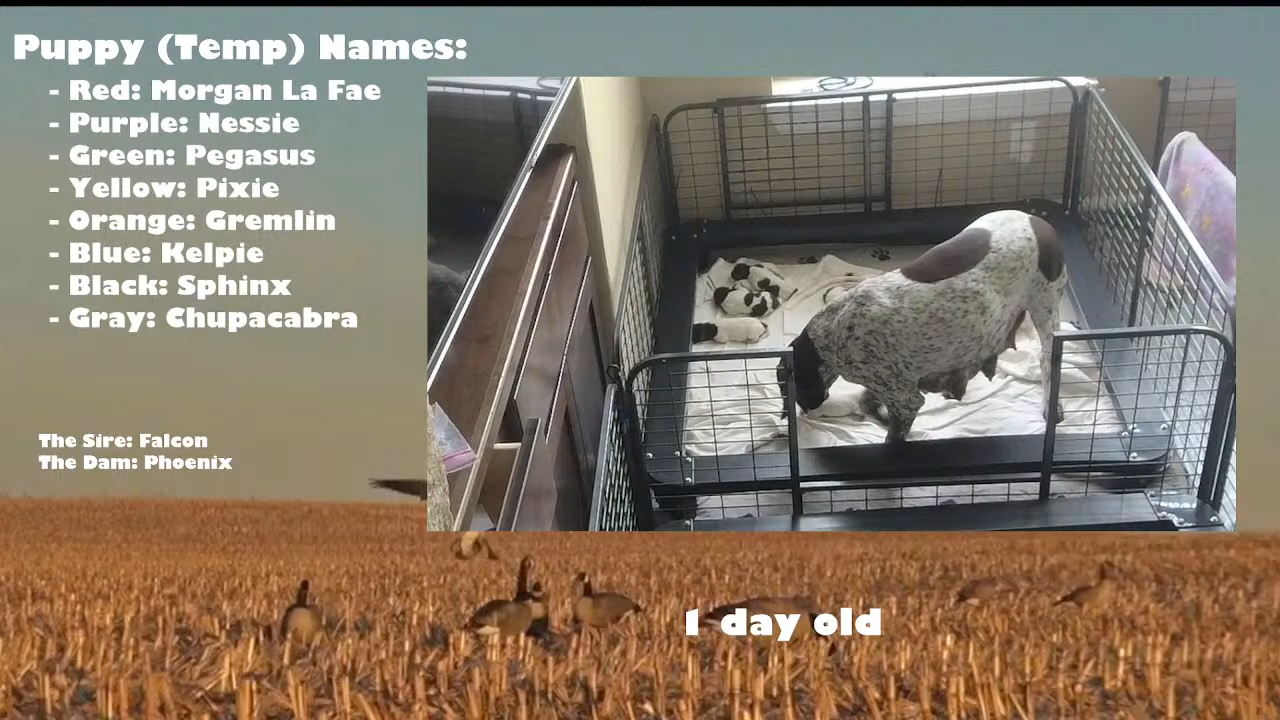 Puppy (Temp) Names:
- Red: Morgan La Fae
- Purple: Nessie
- Green: Pegasus
- Yellow: Pixie
- Orange: Gremlin
- Blue: Kelpie
- Black: Sphinx
- Gray: Chupacabra
The Sire: Falcon
The Dam: Phoenix
1 day old